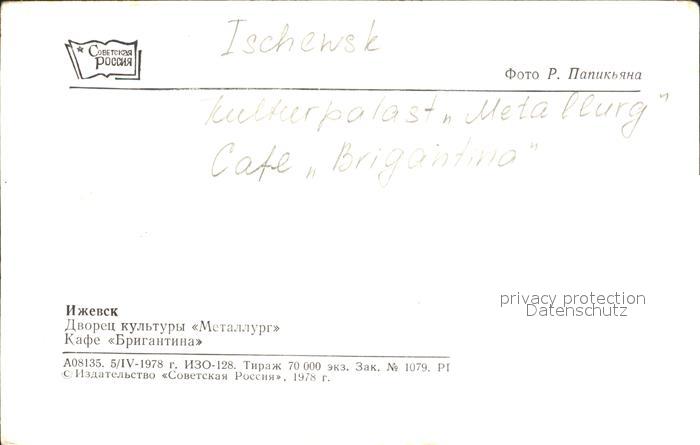 Советская
Россия
Ischewsk
Фото Р. Папикьяна
Kulturpalast „Metallurg"
Cafe „Brigantina"
Ижевск
Дворец культуры «Металлург»
Кафе «Бригантина»
privacy protection
Datenschutz
А08135. 5/IV-1978 г. ИЗО-128. Тираж 70 000 экз. Зак. № 1079. РI
© Издательство «Советская Россия», 1978 г.